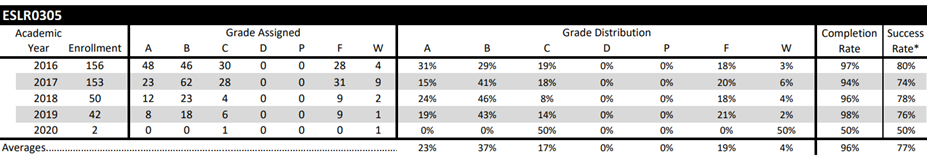 ESLR0305
Academic Grade Assigned Grade Distribution Completion Success
Year Enrollment A B C D P F W A B C D P F W Rate Rate*
2016 156 48 46 30 0 0 28 4 31% 29% 19% 0% 0% 18% 3% 97% 80%
2017 153 23 62 28 0 0 31 9 15% 41% 18% 0% 0% 20% 6% 94% 74%
2018 50 12 23 4 0 0 9 2 24% 46% 8% 0% 0% 18% 4% 96% 78%
2019 42 8 18 6 0 0 9 1 19% 43% 14% 0% 0% 21% 2% 98% 76%
2020 2 0 0 1 0 0 0 1 0% 0% 50% 0% 0% 0% 50% 50% 50%
Averages................................................................ 23% 37% 17% 0% 0% 19% 4% 96% 77%